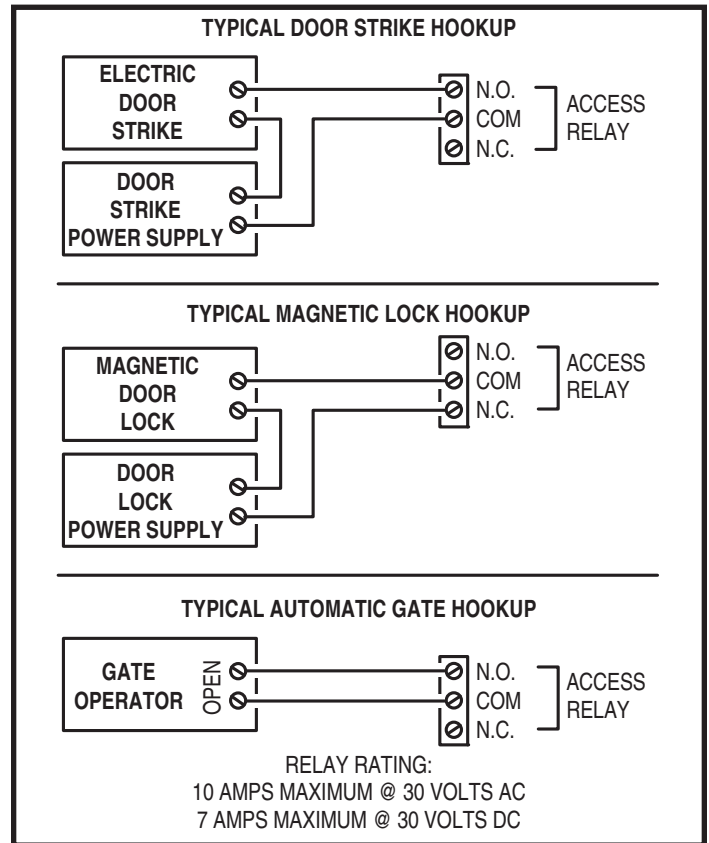 TYPICAL DOOR STRIKE HOOKUP
ELECTRIC
DOOR
STRIKE
DOOR
STRIKE
POWER SUPPLY
N.O.
COM
N.C.
ACCESS
RELAY
TYPICAL MAGNETIC LOCK HOOKUP
MAGNETIC
DOOR
LOCK
DOOR
LOCK
POWER SUPPLY
N.O.
COM
N.C.
ACCESS
RELAY
TYPICAL AUTOMATIC GATE HOOKUP
GATE
OPERATOR
OPEN
N.O.
COM
N.C.
ACCESS
RELAY
RELAY RATING:
10 AMPS MAXIMUM @ 30 VOLTS AC
7 AMPS MAXIMUM @ 30 VOLTS DC